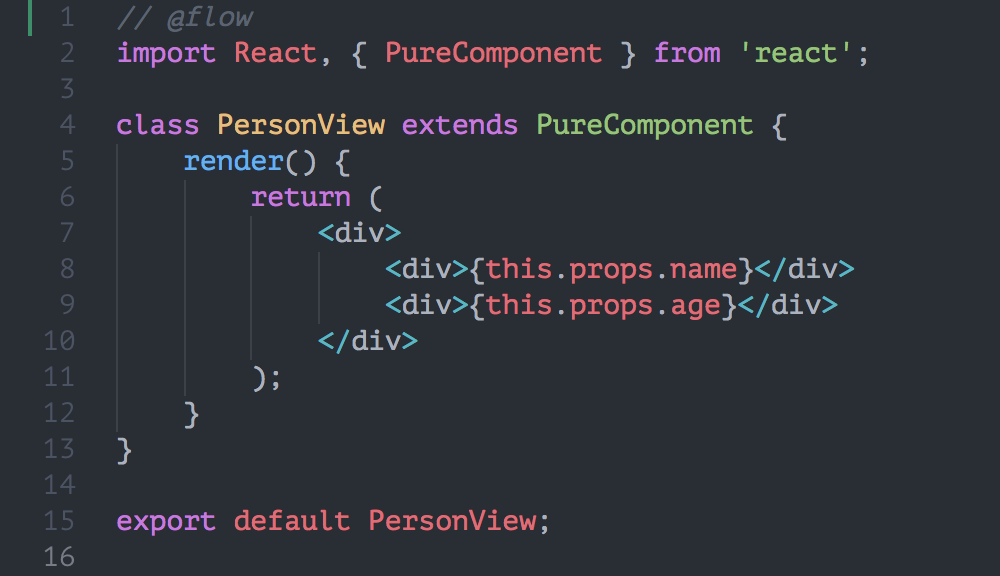 1 // @flow
2 import React, { PureComponent } from 'react';
3
4 class PersonView extends PureComponent {
5     render() {
6         return (
7             <div>
8                 <div>{this.props.name}</div>
9                 <div>{this.props.age}</div>
10             </div>
11         );
12     }
13 }
14
15 export default PersonView;
16